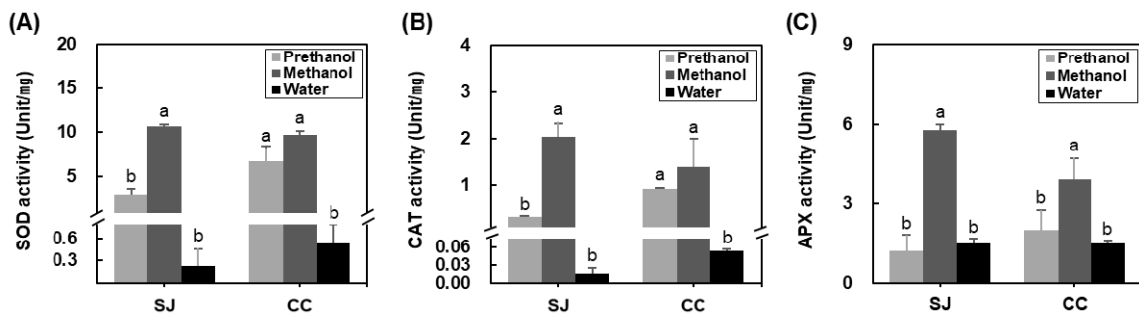 (A)
SOD activity (Unit/mg)
20
15
10
5
0.6
0.3
Prethanol
Methanol
Water
b
a
b
a
a
b
SJ
CC
(B)
CAT activity (Unit/mg)
4
3
2
1
0.06
0.03
0.00
Prethanol
Methanol
Water
b
a
b
a
a
b
SJ
CC
(C)
APX activity (Unit/mg)
9
6
3
0
Prethanol
Methanol
Water
b
a
b
b
a
b
SJ
CC